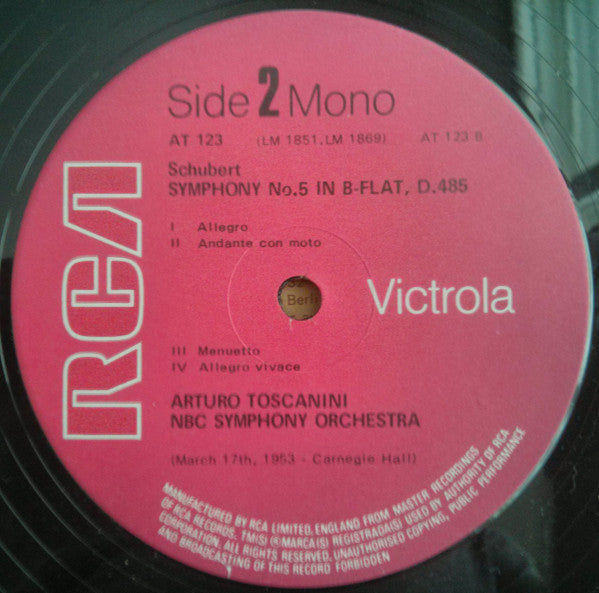 Side 2 Mono
AT 123 (LM 1851, LM 1869) AT 123 B
Schubert
SYMPHONY No.5 IN B-FLAT, D.485
I Allegro
II Andante con moto
RCA
32
Berli
Victrola
III Menuetto
IV Allegro vivace
ARTURO TOSCANINI
NBC SYMPHONY ORCHESTRA
(March 17th, 1953 - Carnegie Hall)
MANUFACTURED BY RCA LIMITED, ENGLAND FROM MASTER RECORDINGS
OF RCA RECORDS. TM(S) ® MARCA(S) REGISTRADA(S) USED BY AUTHORITY OF RCA
CORPORATION. ALL RIGHTS RESERVED. UNAUTHORISED COPYING, PUBLIC PERFORMANCE
AND BROADCASTING OF THIS RECORD FORBIDDEN